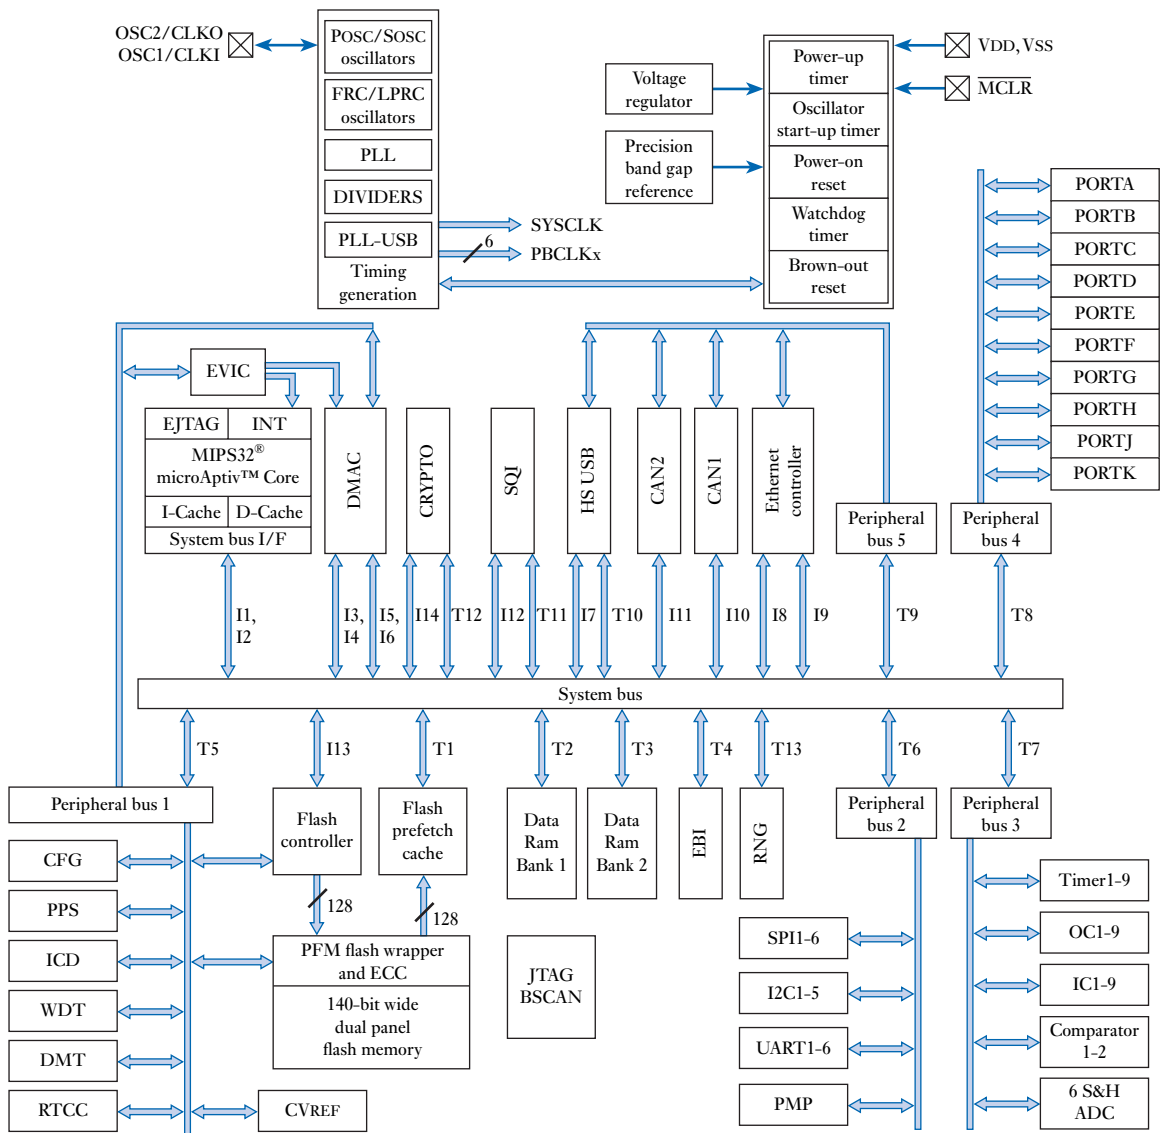 OSC2/CLKO
OSC1/CLKI
POSC/SOSC
oscillators
FRC/LPRC
oscillators
PLL
DIVIDERS
PLL-USB
Timing
generation
SYSCLK
6
PBCLKx
Voltage
regulator
Precision
band gap
reference
Power-up
timer
Oscillator
start-up timer
Power-on
reset
Watchdog
timer
Brown-out
reset
VDD, VSS
MCLR
PORTA
PORTB
PORTC
PORTD
PORTE
PORTF
PORTG
PORTH
PORTJ
PORTK
EVIC
EJTAG
INT
MIPS32®
microAptiv™ Core
I-Cache
D-Cache
System bus I/F
DMAC
CRYPTO
SQI
HS USB
CAN2
CAN1
Ethernet
controller
Peripheral
bus 5
Peripheral
bus 4
I1,
I2
I3,
I4
I5,
I6
I14
T12
I12
T11
I7
T10
I11
I10
I8
I9
T9
T8
System bus
T5
I13
T1
T2
T3
T4
T13
T6
T7
Peripheral bus 1
Flash
controller
Flash
prefetch
cache
Data
Ram
Bank 1
Data
Ram
Bank 2
EBI
RNG
Peripheral
bus 2
Peripheral
bus 3
CFG
PPS
ICD
WDT
DMT
RTCC
128
128
PFM flash wrapper
and ECC
140-bit wide
dual panel
flash memory
CVREF
JTAG
BSCAN
SPI1-6
I2C1-5
UART1-6
PMP
Timer1-9
OC1-9
IC1-9
Comparator
1-2
6 S&H
ADC